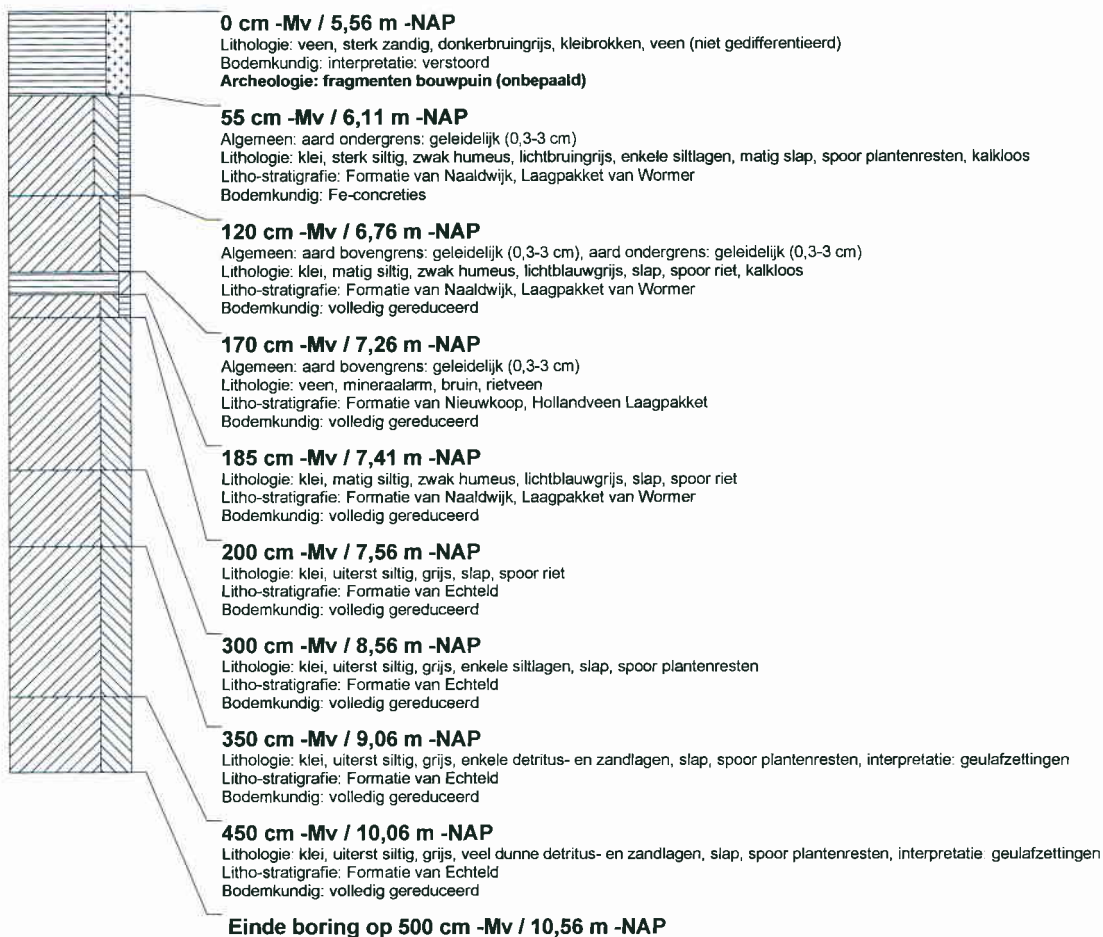 0 cm -Mv / 5,56 m -NAP
Lithologie: veen, sterk zandig, donkerbruingrijs, kleibrokken, veen (niet gedifferentieerd)
Bodemkundig: interpretatie: verstoord
Archeologie: fragmenten bouwpuin (onbepaald)
55 cm -Mv / 6,11 m -NAP
Algemeen: aard ondergrens: geleidelijk (0,3-3 cm)
Lithologie: klei, sterk siltig, zwak humeus, lichtbruingrijs, enkele siltlagen, matig slap, spoor plantenresten, kalkloos
Litho-stratigrafie: Formatie van Naaldwijk, Laagpakket van Wormer
Bodemkundig: Fe-concreties
120 cm -Mv / 6,76 m -NAP
Algemeen: aard bovengrens: geleidelijk (0,3-3 cm), aard ondergrens: geleidelijk (0,3-3 cm)
Lithologie: klei, matig siltig, zwak humeus, lichtblauwgrijs, slap, spoor riet, kalkloos
Litho-stratigrafie: Formatie van Naaldwijk, Laagpakket van Wormer
Bodemkundig: volledig gereduceerd
170 cm -Mv / 7,26 m -NAP
Algemeen: aard bovengrens: geleidelijk (0,3-3 cm)
Lithologie: veen, mineraalarm, bruin, rietveen
Litho-stratigrafie: Formatie van Nieuwkoop, Hollandveen Laagpakket
Bodemkundig: volledig gereduceerd
185 cm -Mv / 7,41 m -NAP
Lithologie: klei, matig siltig, zwak humeus, lichtblauwgrijs, slap, spoor riet
Litho-stratigrafie: Formatie van Naaldwijk, Laagpakket van Wormer
Bodemkundig: volledig gereduceerd
200 cm -Mv / 7,56 m -NAP
Lithologie: klei, uiterst siltig, grijs, slap, spoor riet
Litho-stratigrafie: Formatie van Echteld
Bodemkundig: volledig gereduceerd
300 cm -Mv / 8,56 m -NAP
Lithologie: klei, uiterst siltig, grijs, enkele siltlagen, slap, spoor plantenresten
Litho-stratigrafie: Formatie van Echteld
Bodemkundig: volledig gereduceerd
350 cm -Mv / 9,06 m -NAP
Lithologie: klei, uiterst siltig, grijs, enkele detritus- en zandlagen, slap, spoor plantenresten, interpretatie: geulafzettingen
Litho-stratigrafie: Formatie van Echteld
Bodemkundig: volledig gereduceerd
450 cm -Mv / 10,06 m -NAP
Lithologie: klei, uiterst siltig, grijs, veel dunne detritus- en zandlagen, slap, spoor plantenresten, interpretatie: geulafzettingen
Litho-stratigrafie: Formatie van Echteld
Bodemkundig: volledig gereduceerd
Einde boring op 500 cm -Mv / 10,56 m -NAP